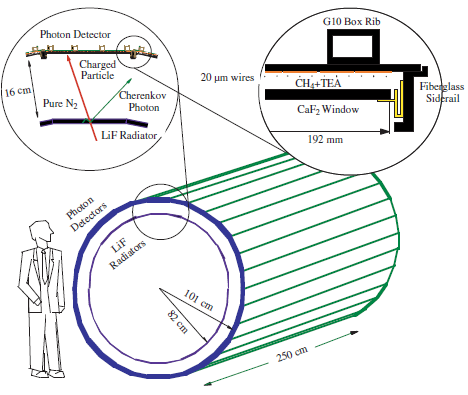 Photon Detector
Charged
Particle
16 cm
Cherenkov
Photon
Pure N₂
LiF Radiator
G10 Box Rib
20 μm wires
CH₄+TEA
Fiberglass
Siderail
CaF₂ Window
192 mm
Photon
Detectors
LiF
Radiators
101 cm
82 cm
250 cm